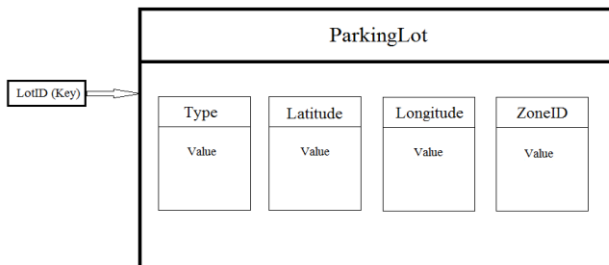 ParkingLot
LotID (Key)
Type Latitude Longitude ZoneID
Value Value Value Value